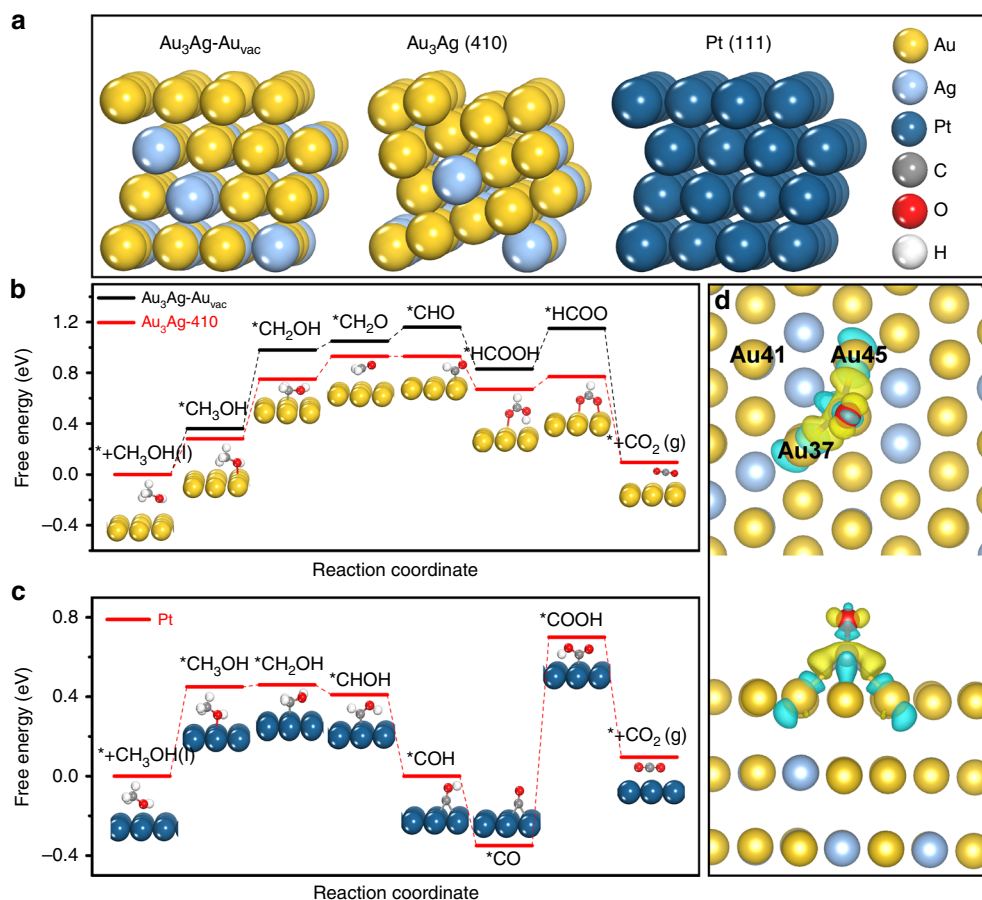 a
Au₃Ag-Auvac
Au₃Ag (410)
Pt (111)
Au
Ag
Pt
C
O
H
b
Au₃Ag-Auvac
Au₃Ag-410
Free energy (eV)
1.2
0.8
0.4
0.0
–0.4
*+CH₃OH(l)
*CH₃OH
*CH₂OH
*CH₂O
*CHO
*HCOOH
*HCOO
*+CO₂ (g)
Reaction coordinate
c
Pt
Free energy (eV)
0.8
0.4
0.0
–0.4
*+CH₃OH(l)
*CH₃OH
*CH₂OH
*CHOH
*COH
*CO
*COOH
*+CO₂ (g)
Reaction coordinate
d
Au41
Au45
Au37